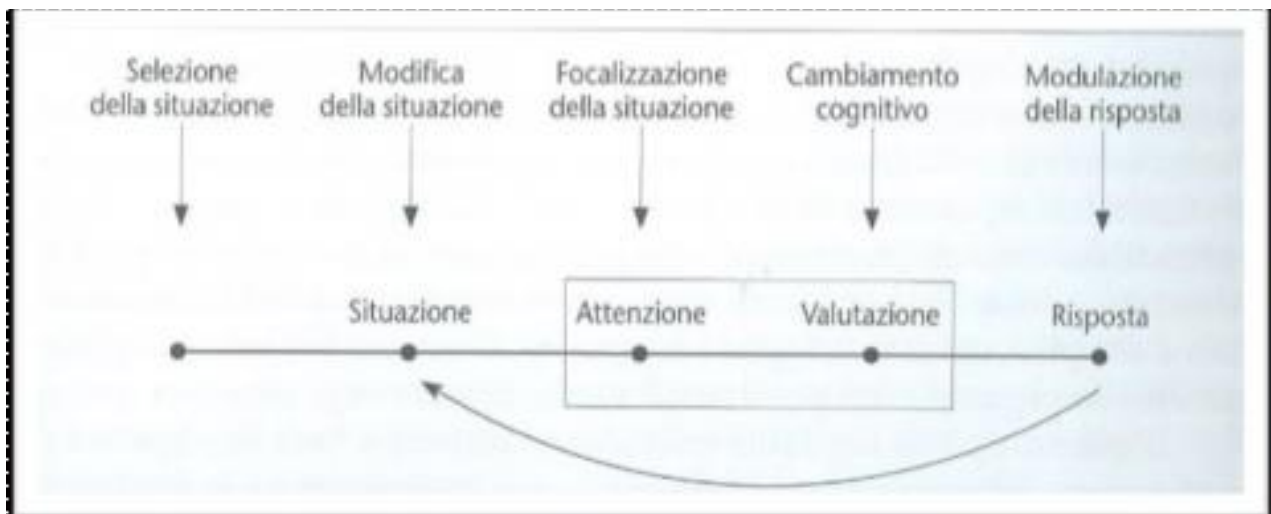 Selezione
della situazione
Modifica
della situazione
Focalizzazione
della situazione
Cambiamento
cognitivo
Modulazione
della risposta
Situazione
Attenzione
Valutazione
Risposta